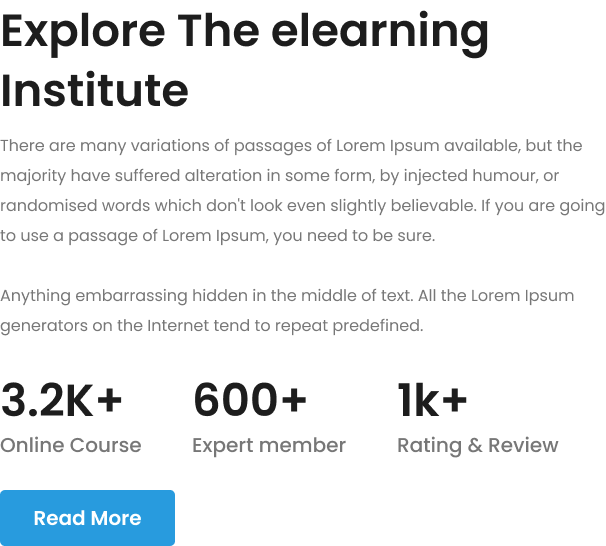 Explore The elearning
Institute
There are many variations of passages of Lorem Ipsum available, but the
majority have suffered alteration in some form, by injected humour, or
randomised words which don't look even slightly believable. If you are going
to use a passage of Lorem Ipsum, you need to be sure.
Anything embarrassing hidden in the middle of text. All the Lorem Ipsum
generators on the Internet tend to repeat predefined.
3.2K+ 600+ 1k+
Online Course Expert member Rating & Review
Read More